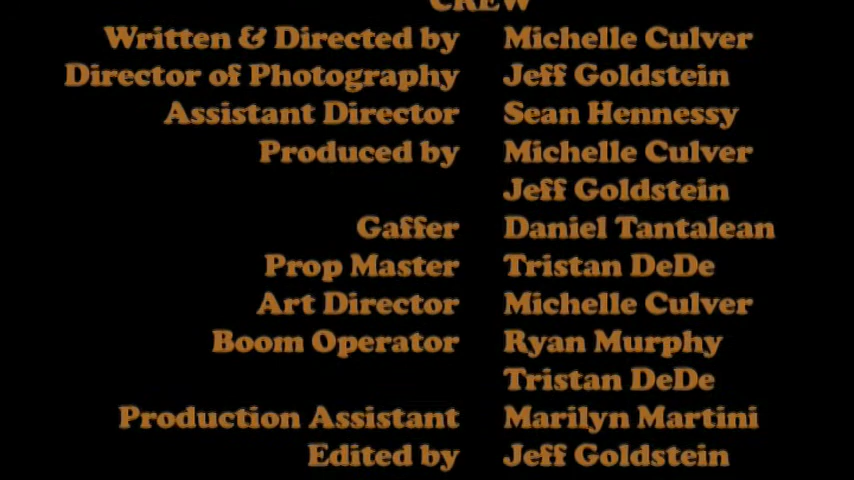 CREW
Written & Directed by Michelle Culver
Director of Photography Jeff Goldstein
Assistant Director Sean Hennessy
Produced by Michelle Culver
Jeff Goldstein
Gaffer Daniel Tantalean
Prop Master Tristan DeDe
Art Director Michelle Culver
Boom Operator Ryan Murphy
Tristan DeDe
Production Assistant Marilyn Martini
Edited by Jeff Goldstein